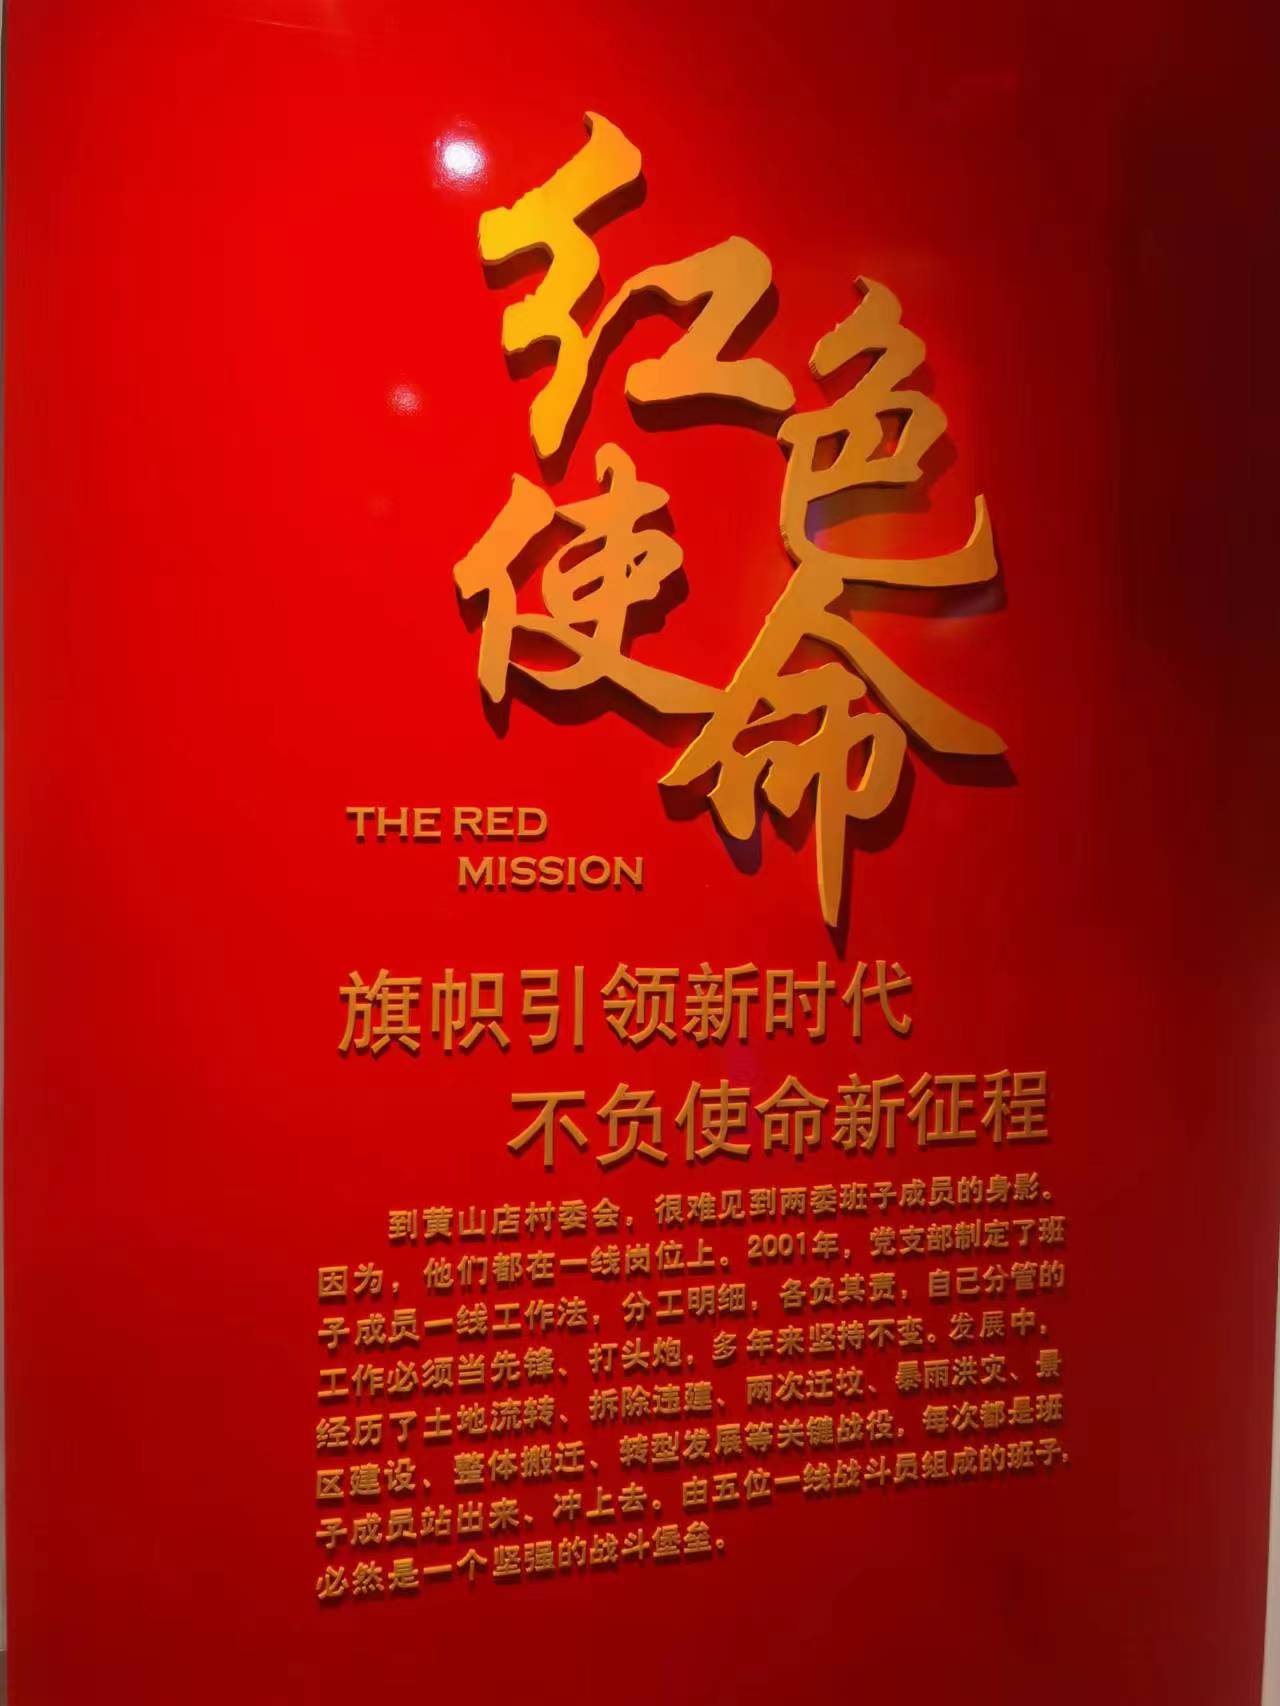 红色
使命
THE RED
MISSION
旗帜引领新时代
不负使命新征程
到黄山店村委会，很难见到两委班子成员的身影。
因为，他们都在一线岗位上。2001年，党支部制定了班
子成员一线工作法，分工明细，各负其责，自己分管的
工作必须当先锋、打头炮，多年来坚持不变。发展中，
经历了土地流转、拆除违建、两次迁坟、暴雨洪灾、景
区建设、整体搬迁、转型发展等关键战役，每次都是班
子成员站出来、冲上去。由五位一线战斗员组成的班子，
必然是一个坚强的战斗堡垒。